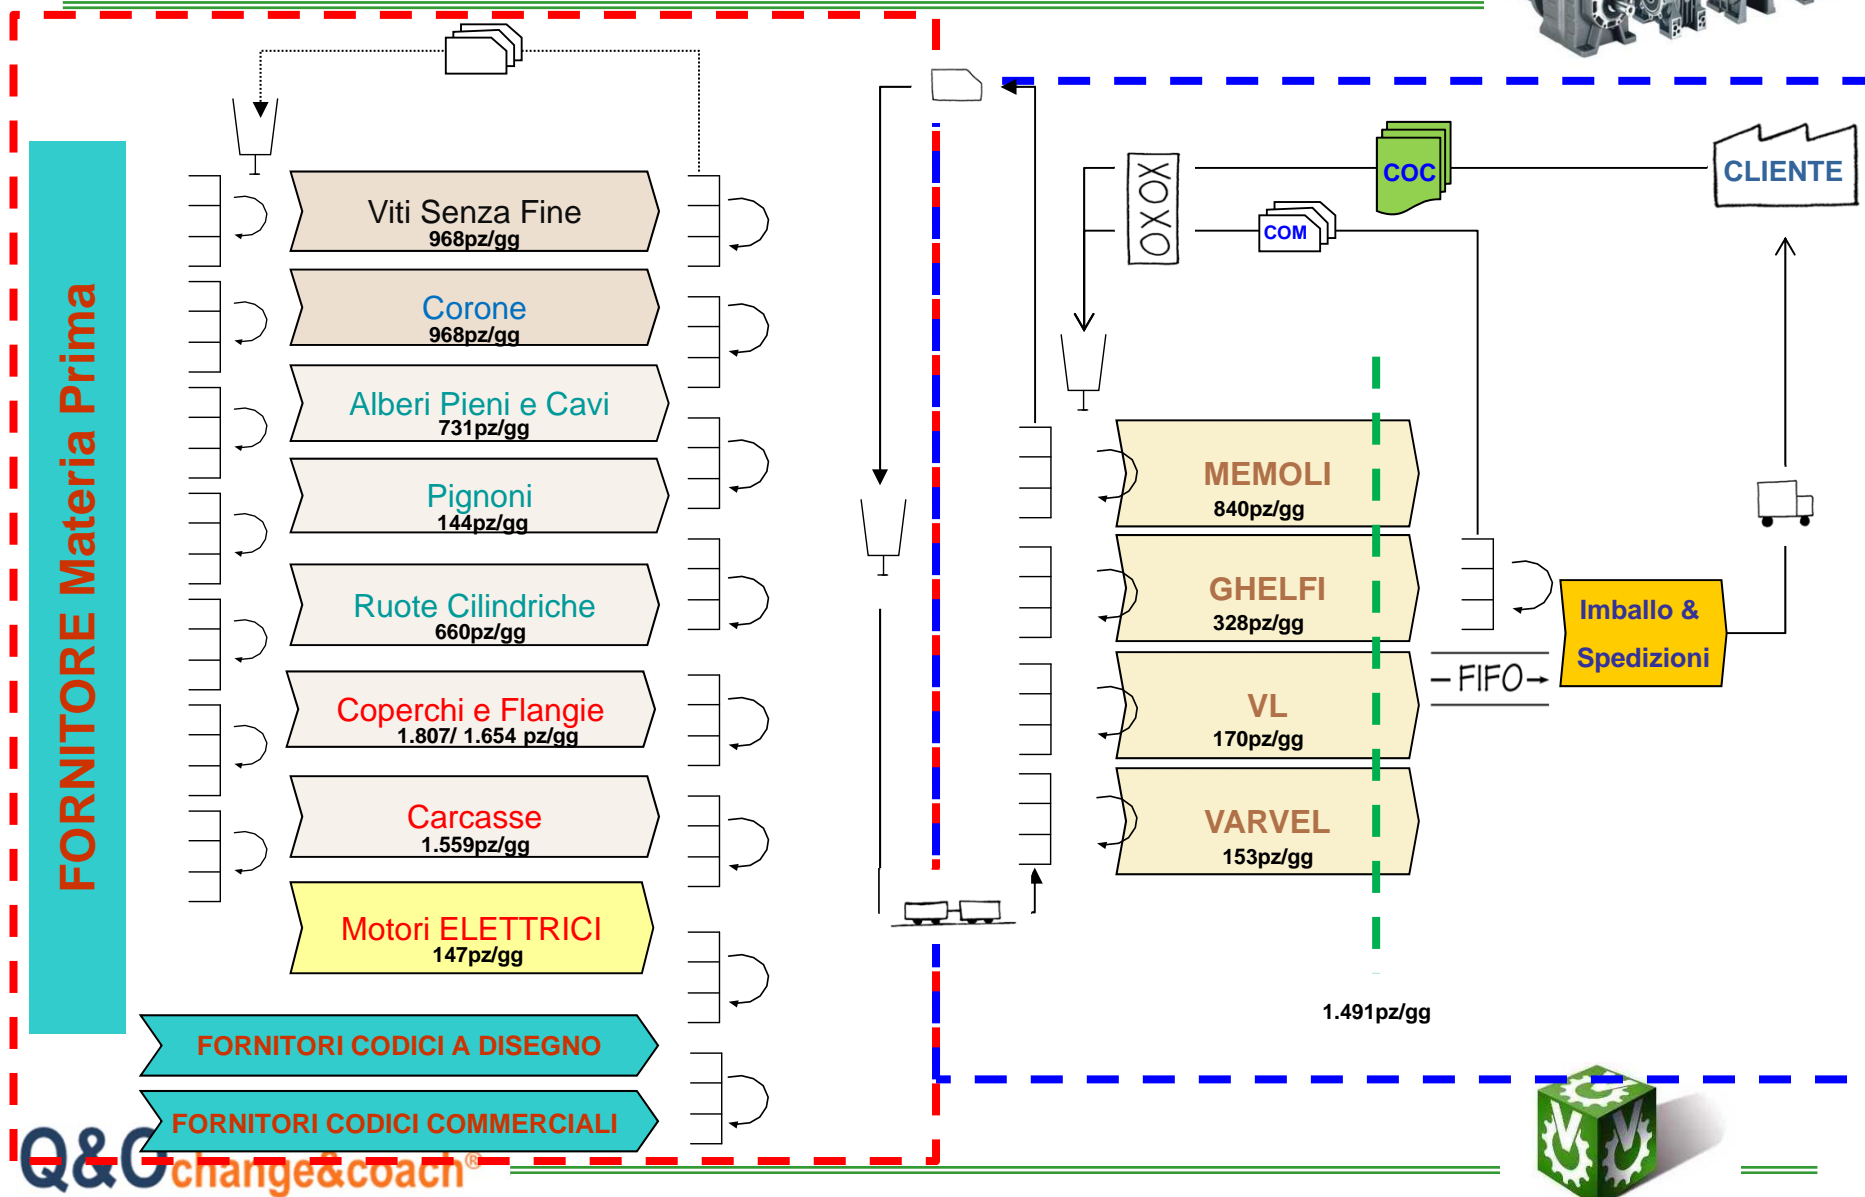 FORNITORE Materia Prima
Viti Senza Fine
968pz/gg
Corone
968pz/gg
Alberi Pieni e Cavi
731pz/gg
Pignoni
144pz/gg
Ruote Cilindriche
660pz/gg
Coperchi e Flangie
1.807/ 1.654 pz/gg
Carcasse
1.559pz/gg
Motori ELETTRICI
147pz/gg
FORNITORI CODICI A DISEGNO
FORNITORI CODICI COMMERCIALI
OXOX
COC
COM
CLIENTE
MEMOLI
840pz/gg
GHELFI
328pz/gg
VL
170pz/gg
VARVEL
153pz/gg
1.491pz/gg
FIFO
Imballo &
Spedizioni
Q&O change&coach®